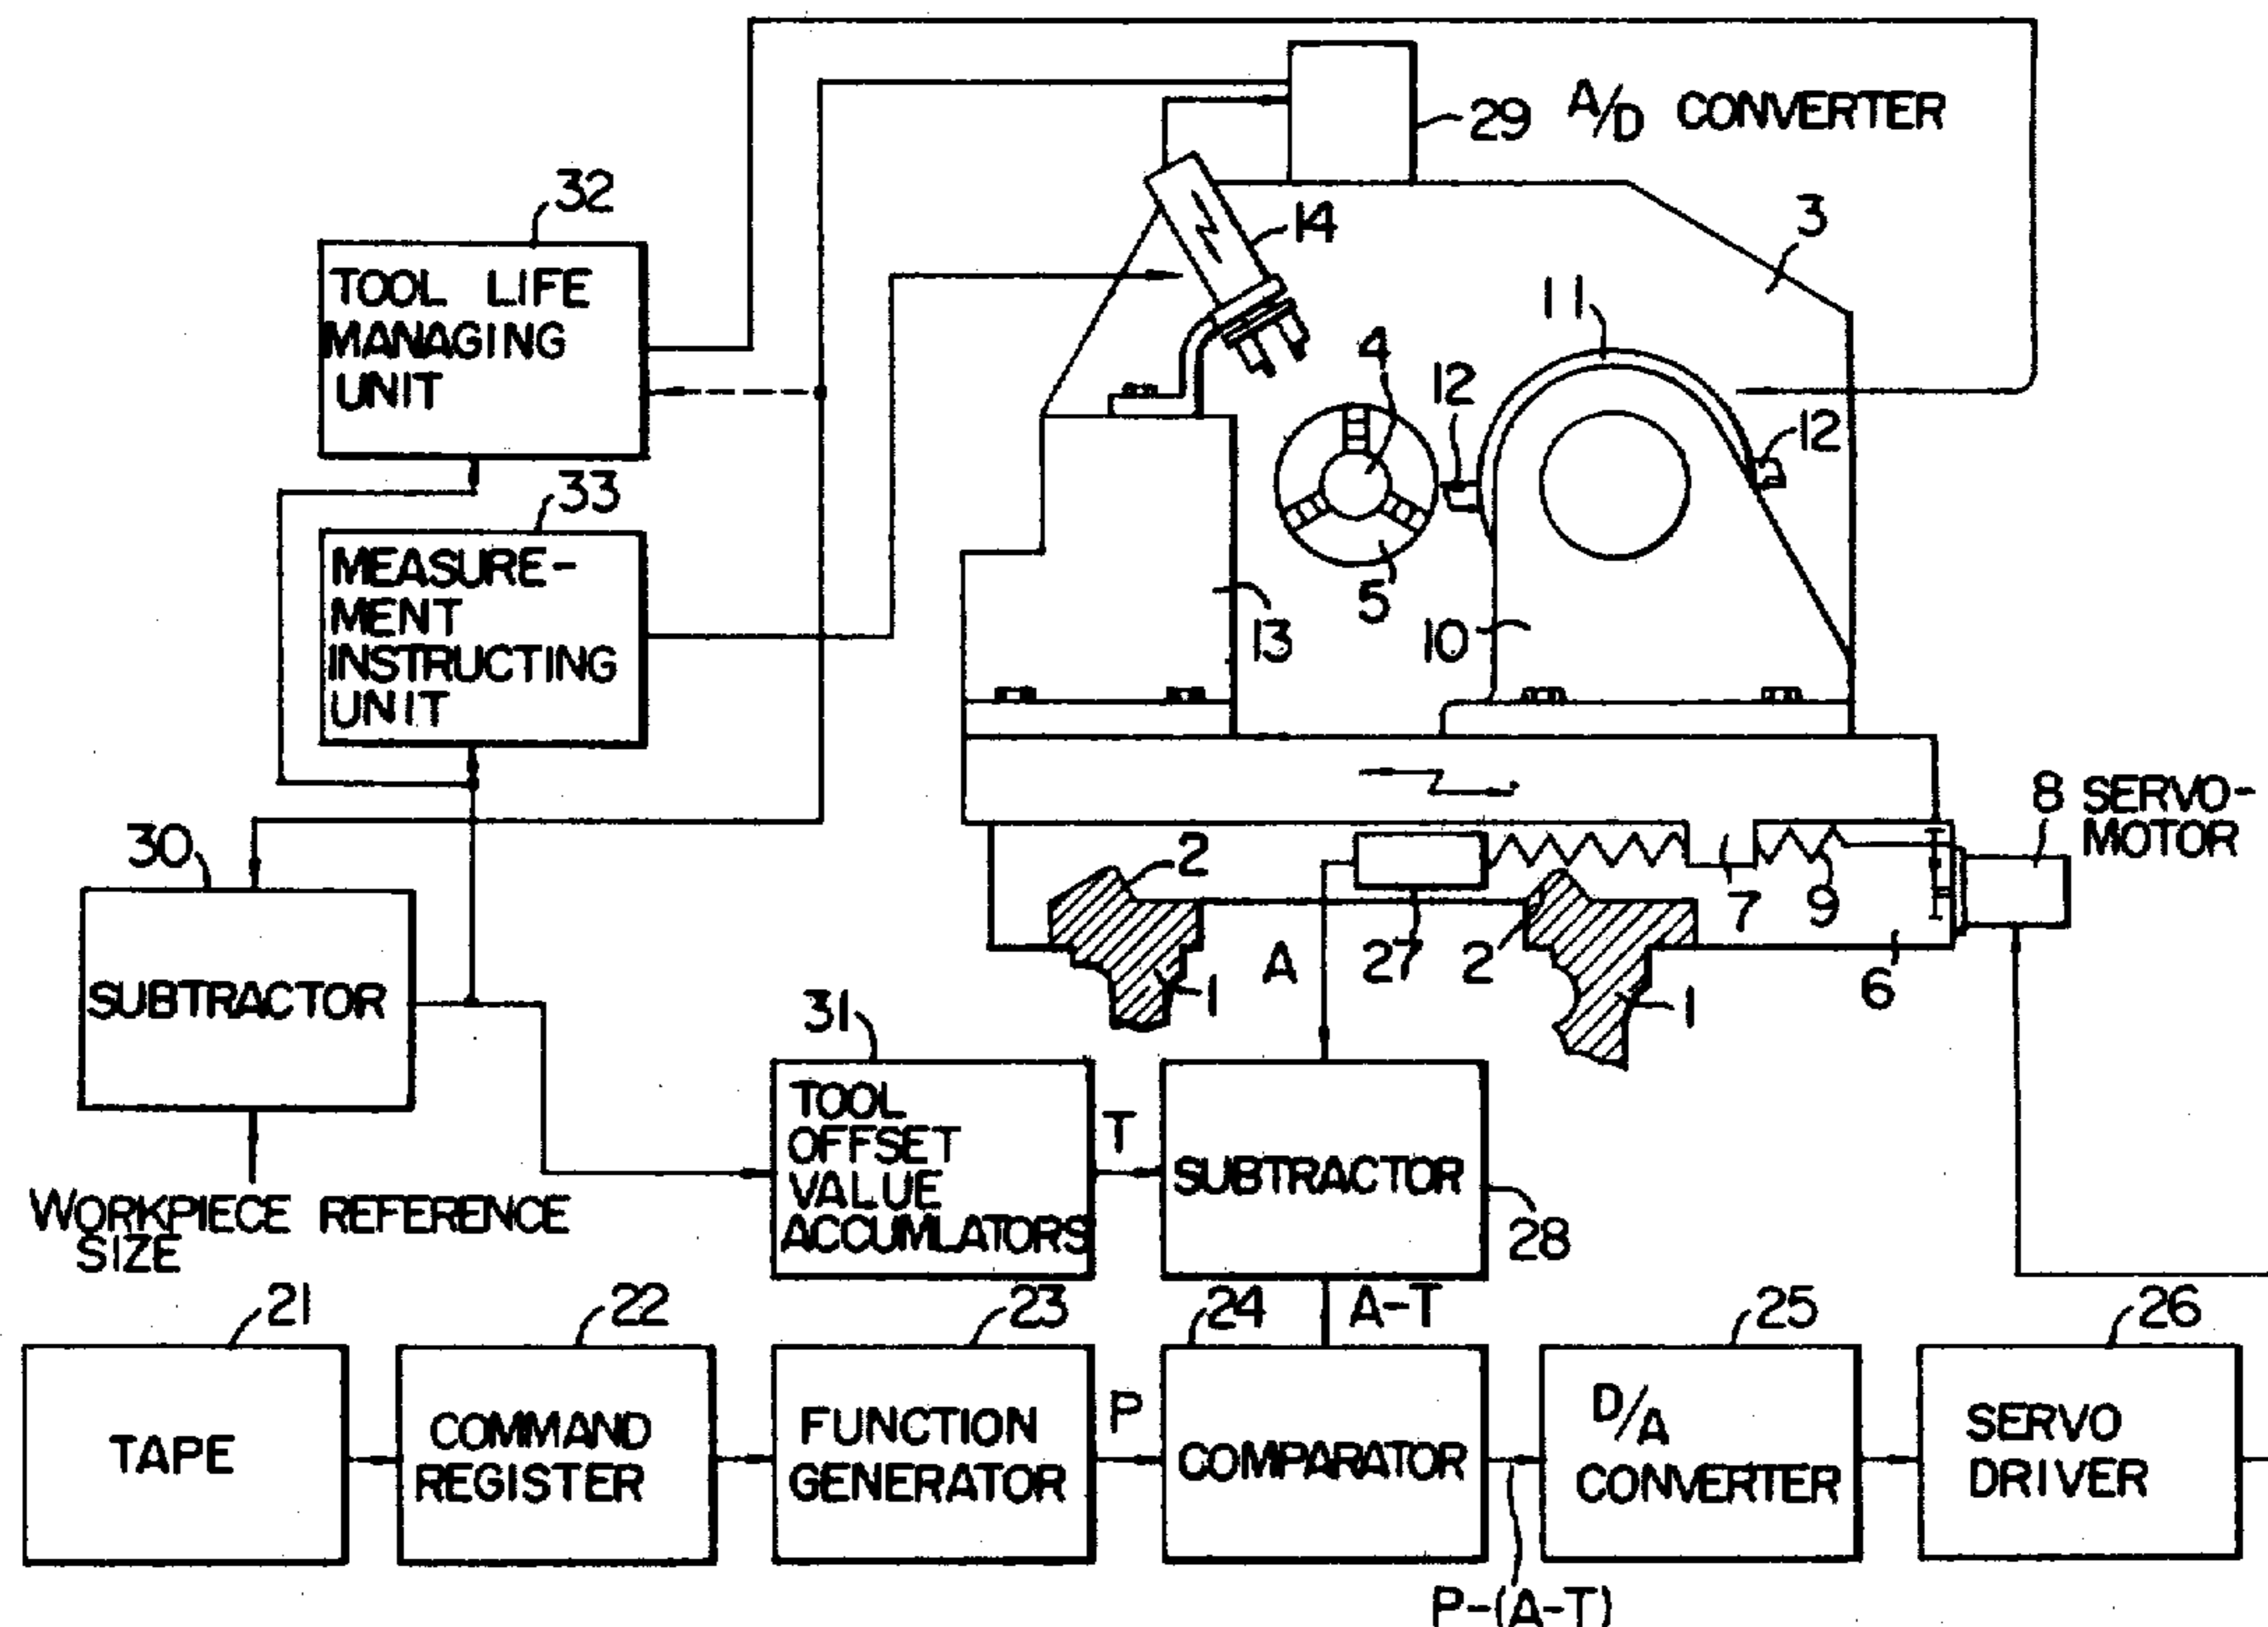 29 A/D CONVERTER
32
14
3
TOOL LIFE
MANAGING
UNIT
11
4
12
12
33
MEASURE-
MENT
INSTRUCTING
UNIT
5
13
10
8 SERVO-
MOTOR
30
2
7
9
27
2
6
A
1
1
SUBTRACTOR
31
TOOL
OFFSET
VALUE
ACCUMLATORS
T
SUBTRACTOR
28
WORKPIECE REFERENCE
SIZE
A-T
21
22
23
24
25
26
TAPE
COMMAND
REGISTER
FUNCTION
GENERATOR
P
COMPARATOR
D/A
CONVERTER
SERVO
DRIVER
P-(A-T)